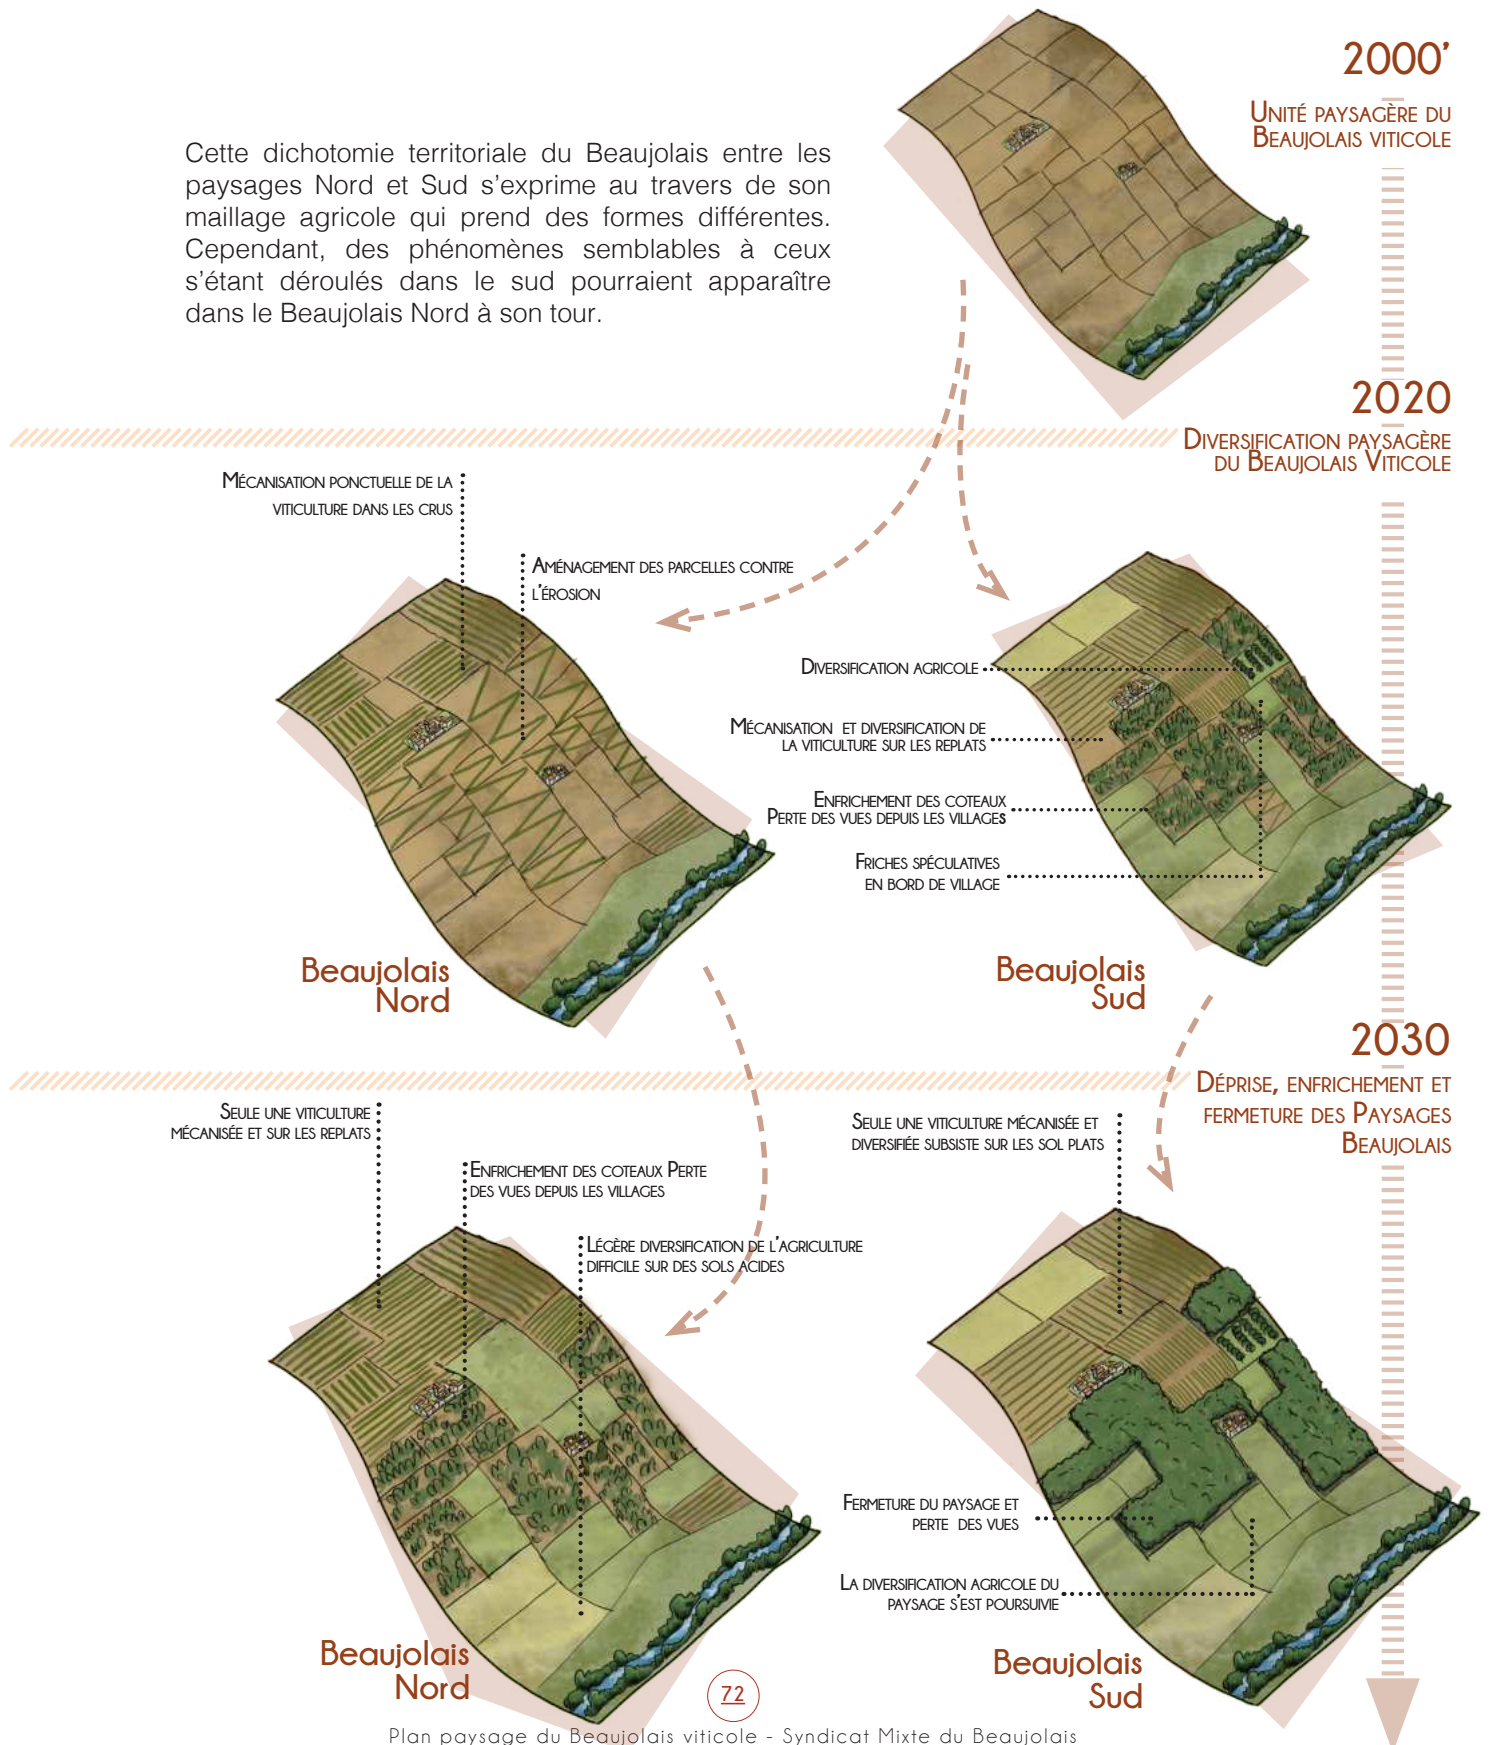 2000’
Unité paysagère du
Beaujolais viticole
Cette dichotomie territoriale du Beaujolais entre les
paysages Nord et Sud s’exprime au travers de son
maillage agricole qui prend des formes différentes.
Cependant, des phénomènes semblables à ceux
s’étant déroulés dans le sud pourraient apparaître
dans le Beaujolais Nord à son tour.
2020
Diversification paysagère
du Beaujolais Viticole
Mécanisation ponctuelle de la
viticulture dans les crus
Aménagement des parcelles contre
l’érosion
Diversification agricole
Mécanisation et diversification de
la viticulture sur les replats
Enfrichement des coteaux
Perte des vues depuis les villages
Friches spéculatives
en bord de village
Beaujolais
Nord
Beaujolais
Sud
2030
Déprise, enfrichement et
fermeture des Paysages
Beaujolais
Seule une viticulture
mécanisée et sur les replats
Enfrichement des coteaux Perte
des vues depuis les villages
Légère diversification de l’agriculture
difficile sur des sols acides
Seule une viticulture mécanisée et
diversifiée subsiste sur les sol plats
Fermeture du paysage et
perte des vues
La diversification agricole du
paysage s’est poursuivie
Beaujolais
Nord
Beaujolais
Sud
72
Plan paysage du Beaujolais viticole - Syndicat Mixte du Beaujolais